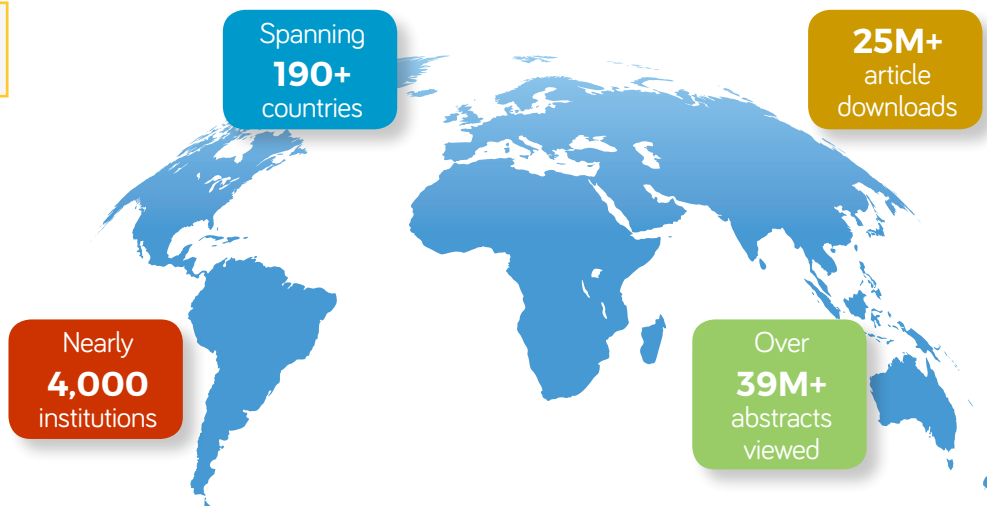 Spanning
190+
countries
25M+
article
downloads
Nearly
4,000
institutions
Over
39M+
abstracts
viewed